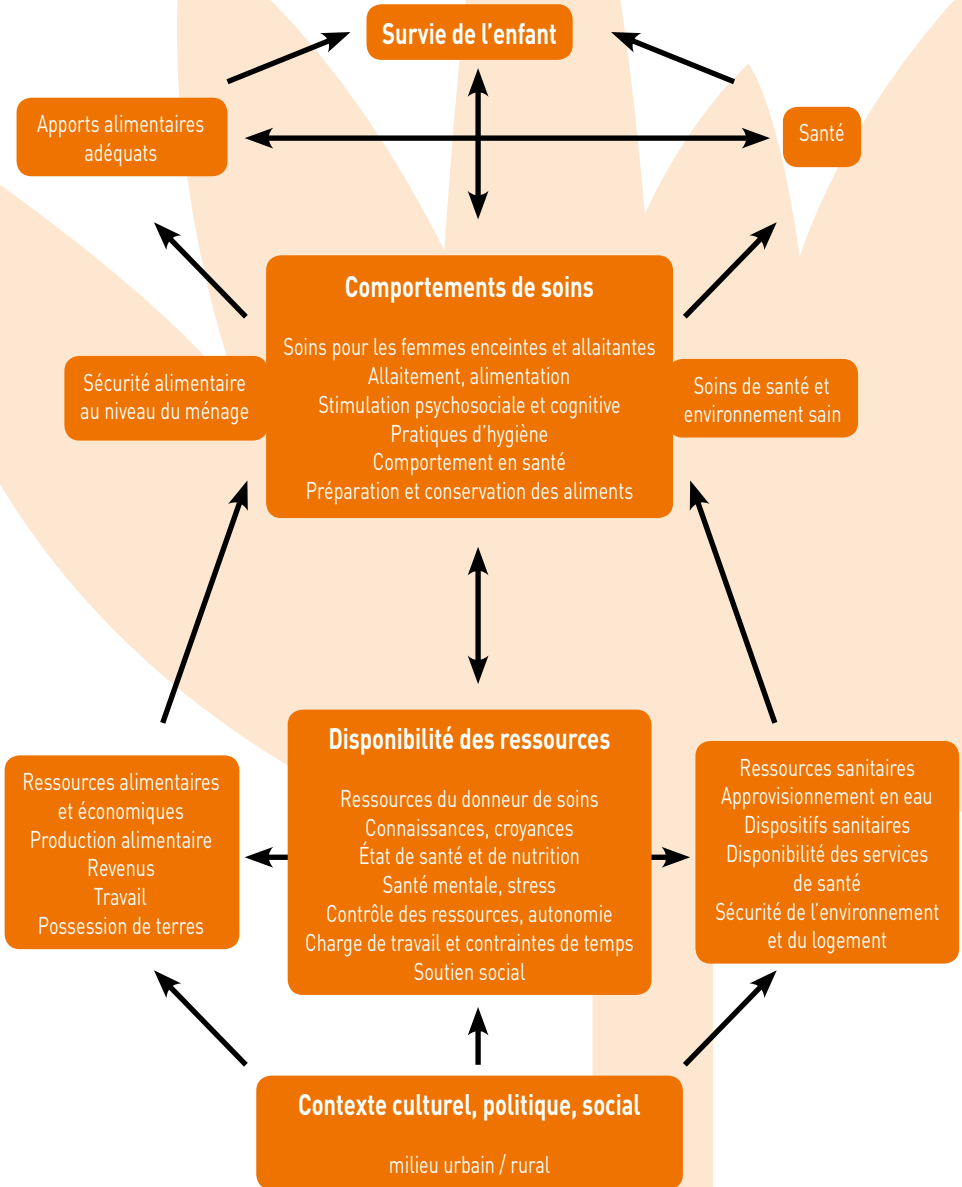 Survie de l'enfant
Apports alimentaires
adéquats
Santé
Comportements de soins
Soins pour les femmes enceintes et allaitantes
Allaitement, alimentation
Stimulation psychosociale et cognitive
Pratiques d'hygiène
Comportement en santé
Préparation et conservation des aliments
Sécurité alimentaire
au niveau du ménage
Soins de santé et
environnement sain
Disponibilité des ressources
Ressources du donneur de soins
Connaissances, croyances
État de santé et de nutrition
Santé mentale, stress
Contrôle des ressources, autonomie
Charge de travail et contraintes de temps
Soutien social
Ressources alimentaires
et économiques
Production alimentaire
Revenus
Travail
Possession de terres
Ressources sanitaires
Approvisionnement en eau
Dispositifs sanitaires
Disponibilité des services
de santé
Sécurité de l'environnement
et du logement
Contexte culturel, politique, social
milieu urbain / rural